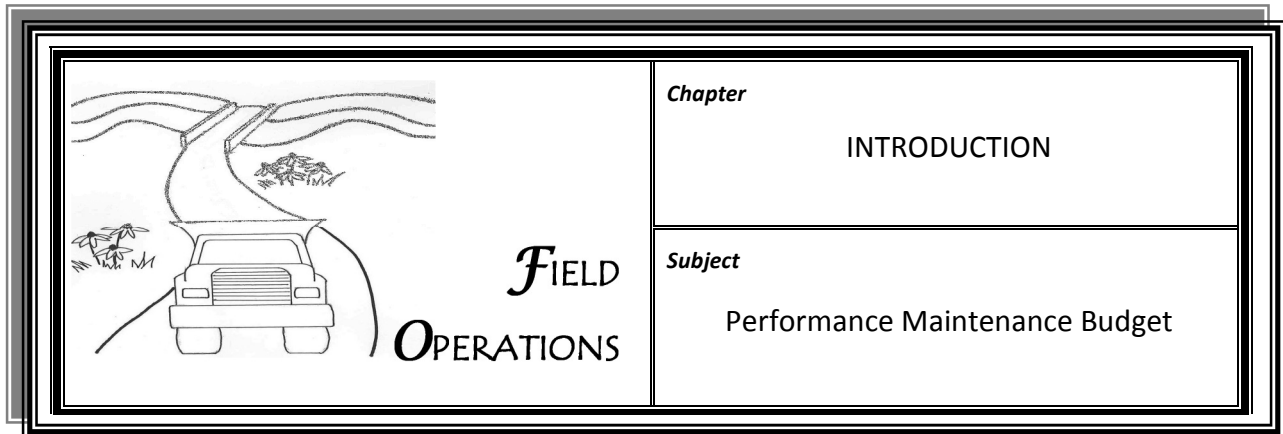 Chapter
INTRODUCTION
FIELD
OPERATIONS
Subject
Performance Maintenance Budget